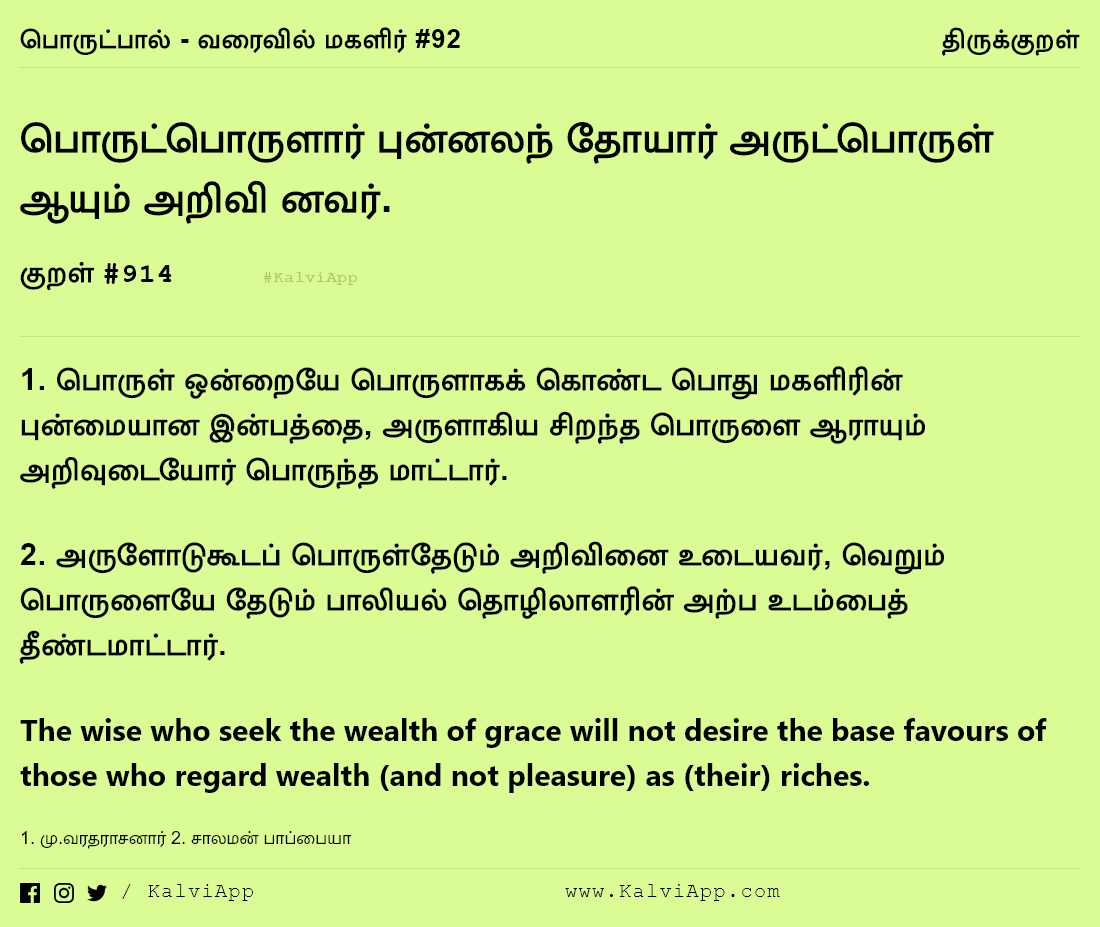 பொருட்பால் - வரைவில் மகளிர் #92 திருக்குறள்
பொருட்பொருளார் புன்னலந் தோயார் அருட்பொருள்
ஆயும் அறிவி னவர்.
குறள் #914 #KalviApp
1. பொருள் ஒன்றையே பொருளாகக் கொண்ட பொது மகளிரின்
புன்மையான இன்பத்தை, அருளாகிய சிறந்த பொருளை ஆராயும்
அறிவுடையோர் பொருந்த மாட்டார்.
2. அருளோடுகூடப் பொருள்தேடும் அறிவினை உடையவர், வெறும்
பொருளையே தேடும் பாலியல் தொழிலாளரின் அற்ப உடம்பைத்
தீண்டமாட்டார்.
The wise who seek the wealth of grace will not desire the base favours of
those who regard wealth (and not pleasure) as (their) riches.
1. மு.வரதராசனார் 2. சாலமன் பாப்பையா
/ KalviApp www.KalviApp.com